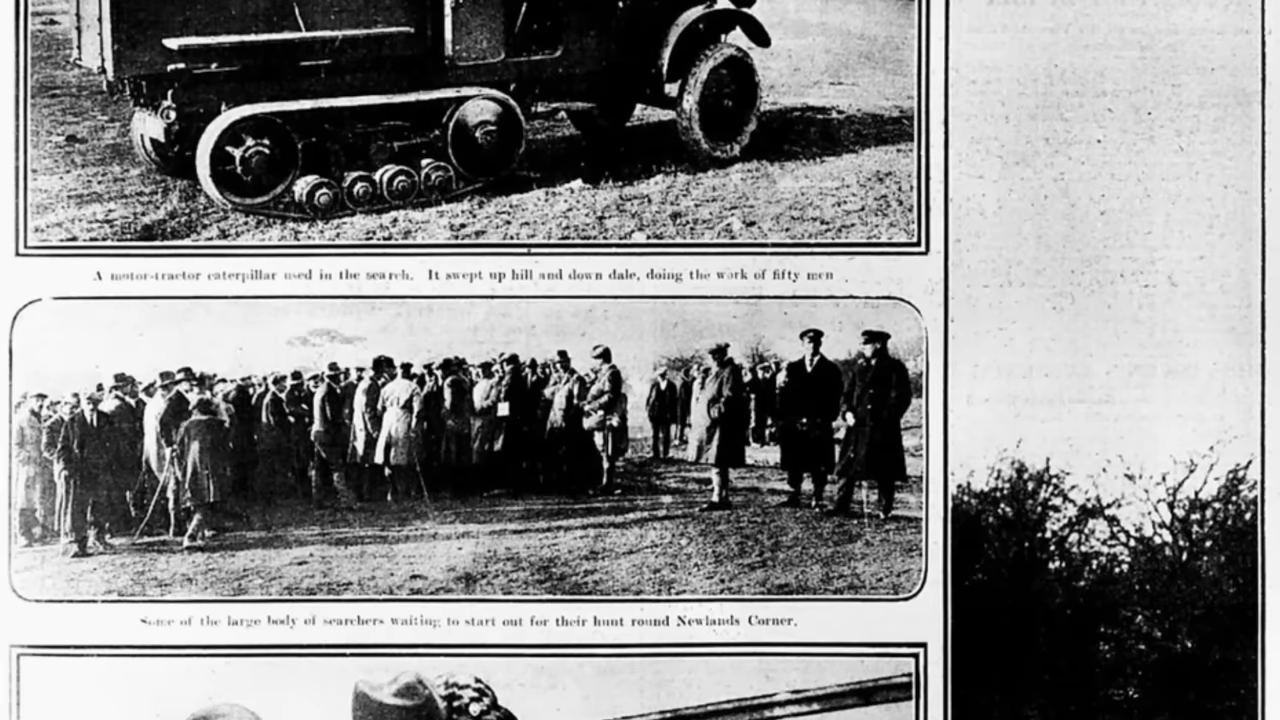 A motor-tractor caterpillar used in the search. It swept up hill and down dale, doing the work of fifty men
Some of the large body of searchers waiting to start out for their hunt round Newlands Corner.